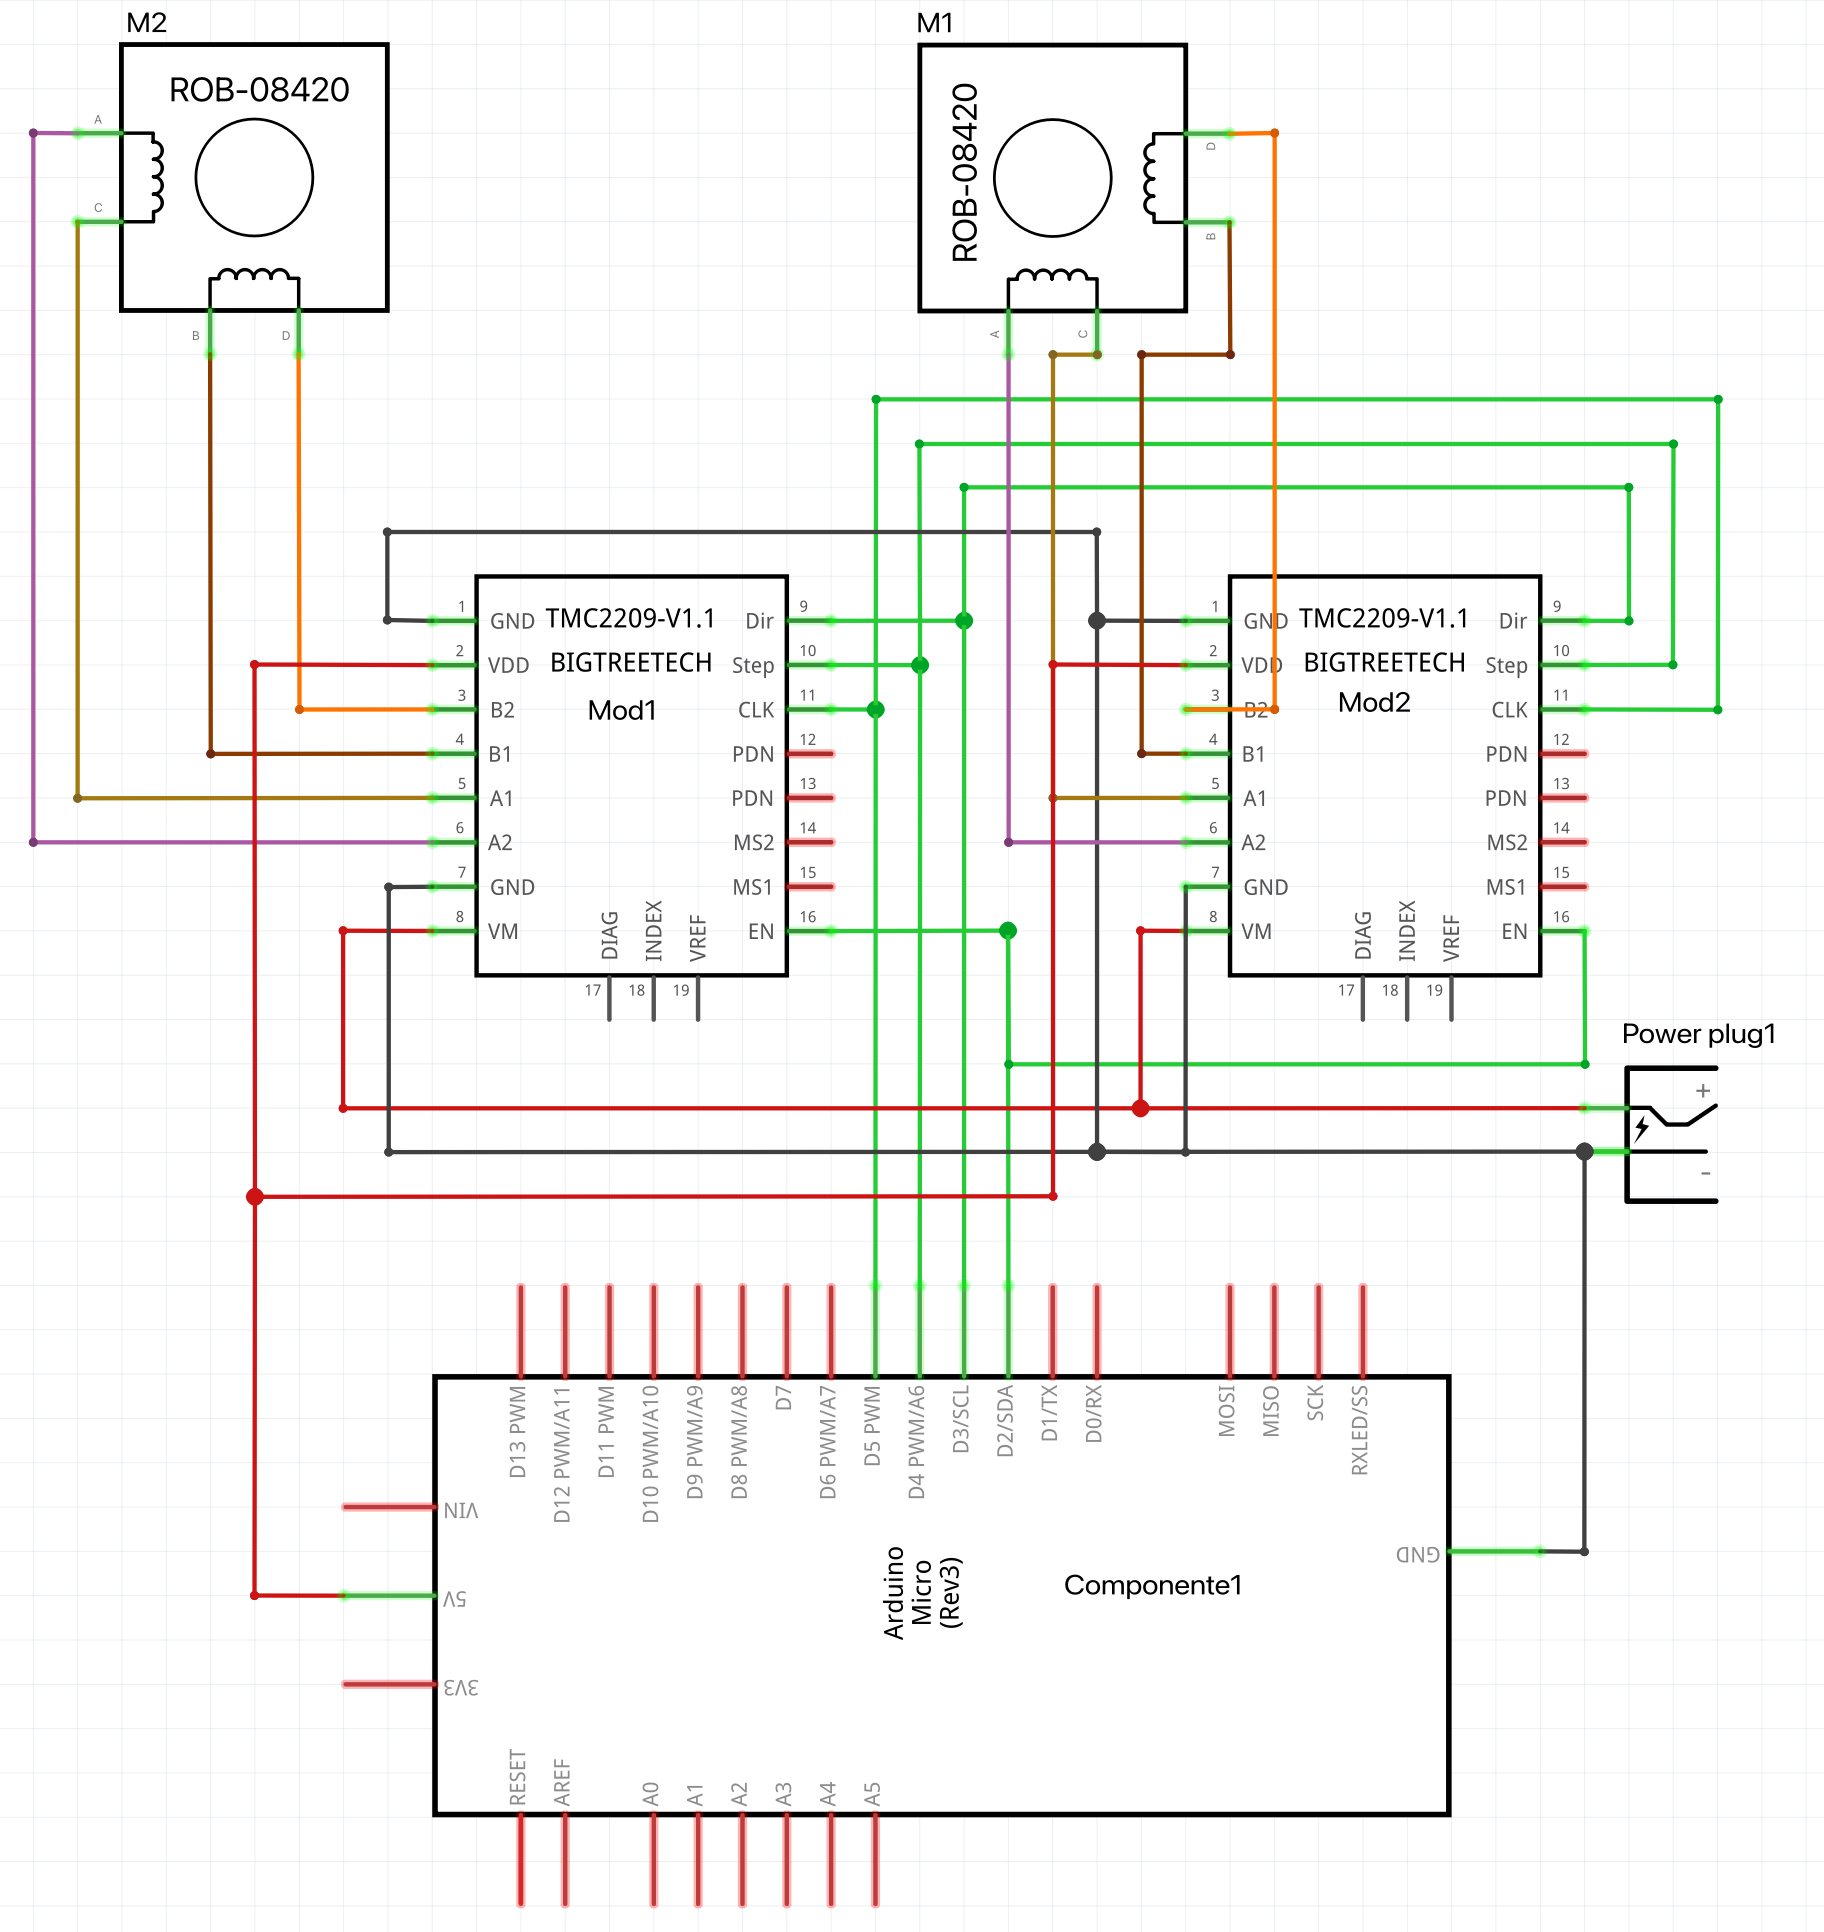 M2
M1
ROB-08420
A
C
B
D
ROB-08420
D
B
A
C
1
GND
2
VDD
3
B2
4
B1
5
A1
6
A2
7
GND
8
VM
TMC2209-V1.1
BIGTREETECH
Mod1
9
Dir
10
Step
11
CLK
12
PDN
13
PDN
14
MS2
15
MS1
16
EN
DIAG
INDEX
VREF
17
18
19
1
GND
2
VDD
3
B2
4
B1
5
A1
6
A2
7
GND
8
VM
TMC2209-V1.1
BIGTREETECH
Mod2
9
Dir
10
Step
11
CLK
12
PDN
13
PDN
14
MS2
15
MS1
16
EN
DIAG
INDEX
VREF
17
18
19
Power plug1
+
-
D13 PWM
D12 PWM/A11
D11 PWM
D10 PWM/A10
D9 PWM/A9
D8 PWM/A8
D7
D6 PWM/A7
D5 PWM
D4 PWM/A6
D3/SCL
D2/SDA
D1/TX
D0/RX
MOSI
MISO
SCK
RXLED/SS
VIN
5V
3V3
GND
Arduino
Micro
(Rev3)
Componente1
RESET
AREF
A0
A1
A2
A3
A4
A5